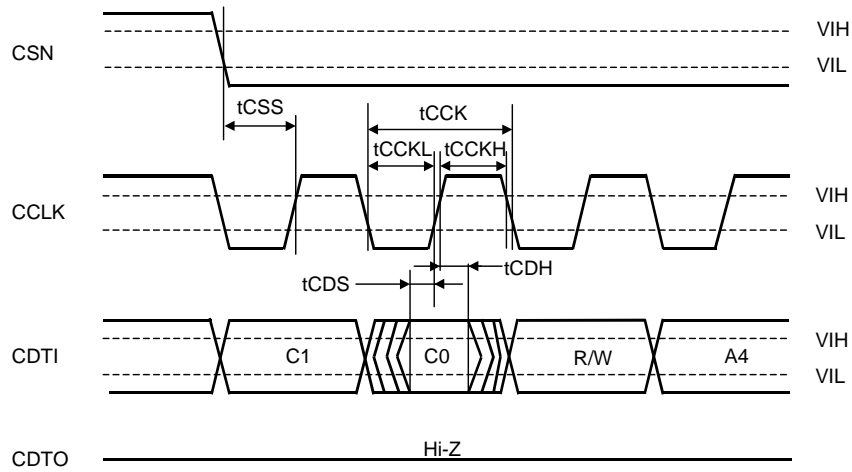 CSN
VIH
VIL
tCSS
tCCK
tCCKL
tCCKH
CCLK
VIH
VIL
tCDS
tCDH
CDTI
C1
C0
R/W
A4
VIH
VIL
CDTO
Hi-Z